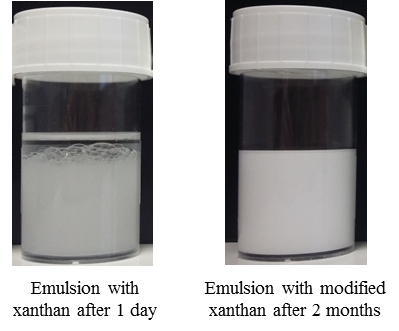 Emulsion with
xanthan after 1 day
Emulsion with modified
xanthan after 2 months